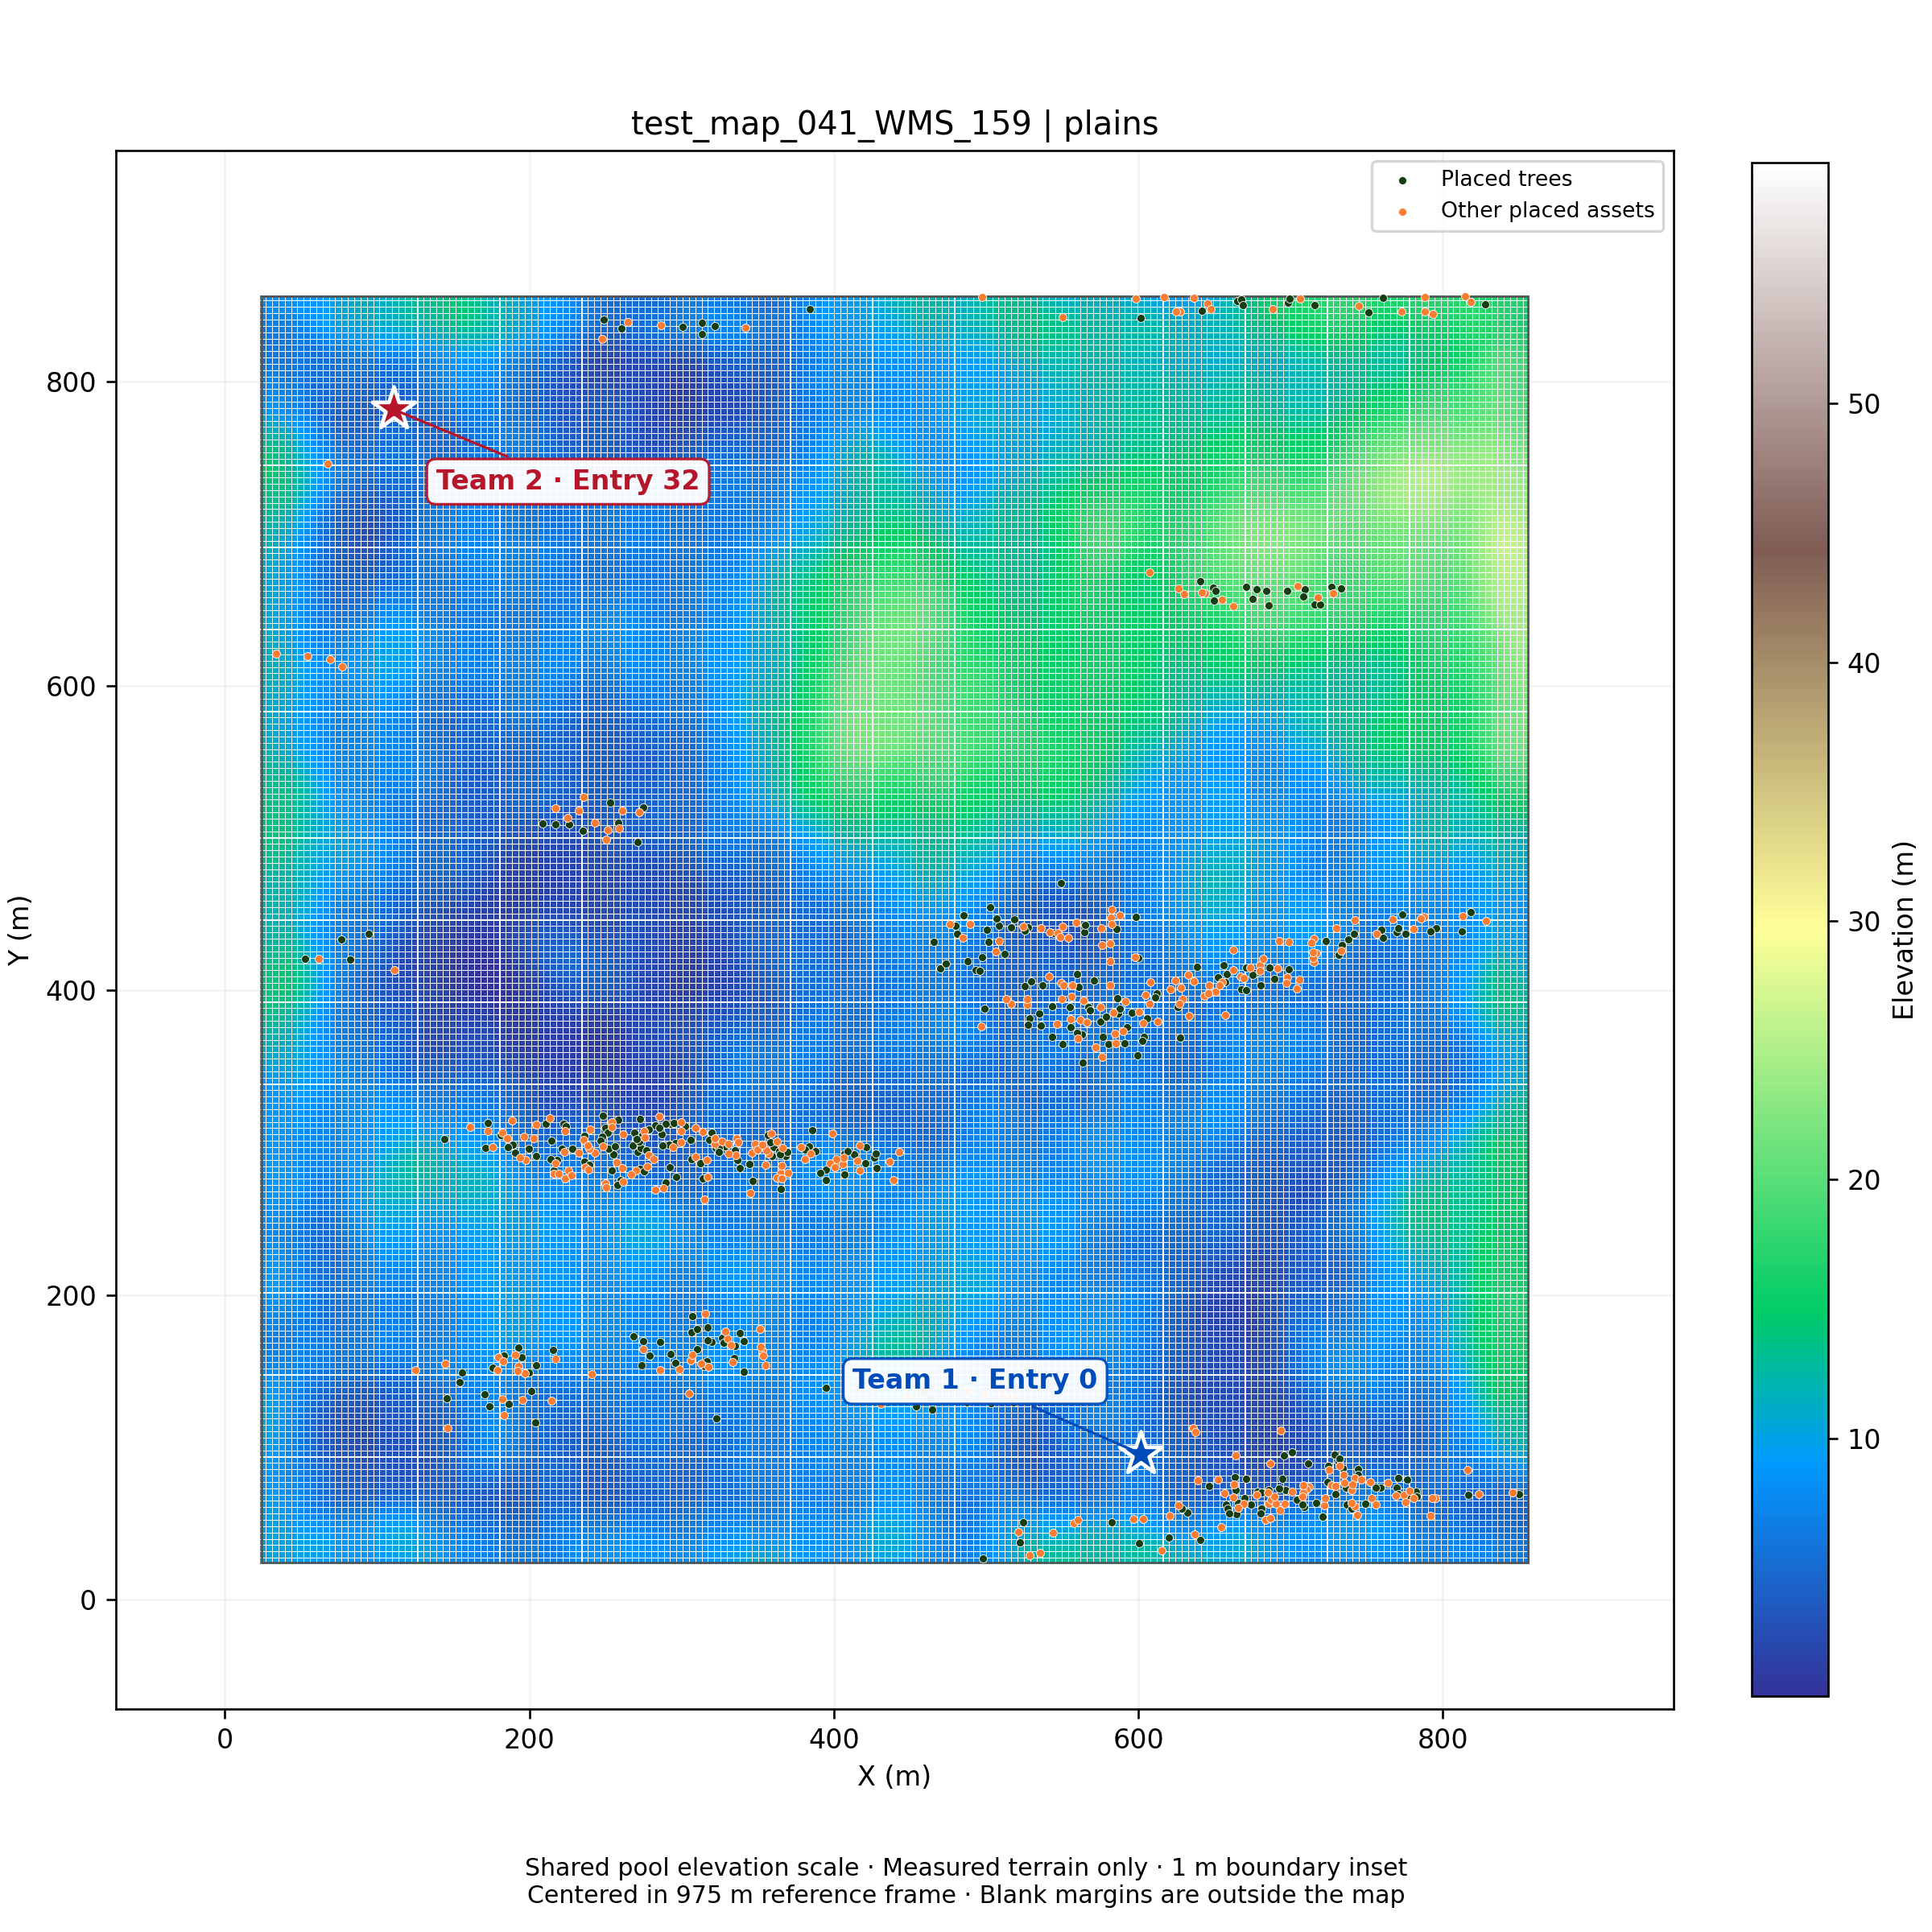 test_map_041_WMS_159 | plains
Placed trees
Other placed assets
Team 2 · Entry 32
Team 1 · Entry 0
800
600
400
200
0
0
200
400
600
800
X (m)
Y (m)
50
40
30
20
10
Elevation (m)
Shared pool elevation scale · Measured terrain only · 1 m boundary inset
Centered in 975 m reference frame · Blank margins are outside the map